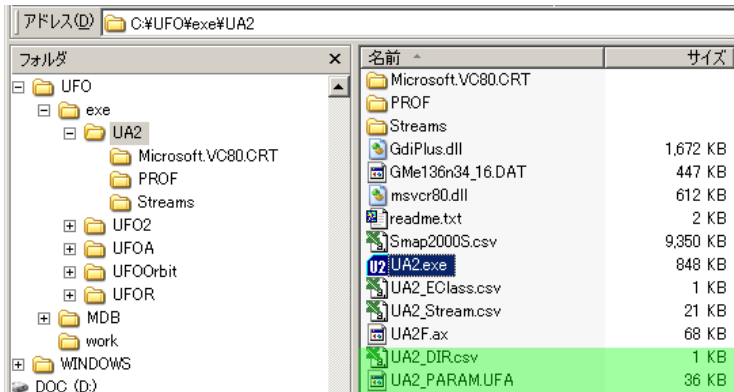 アドレス(D) C:¥UFO¥exe¥UA2
フォルダ ×
UFO
exe
UA2
Microsoft.VC80.CRT
PROF
Streams
UFO2
UFOA
UFOOrbit
UFOR
MDB
work
WINDOWS
DOC (D:)
名前 サイズ
Microsoft.VC80.CRT
PROF
Streams
GdiPlus.dll 1,672 KB
GMe136n34_16.DAT 447 KB
msvcr80.dll 612 KB
readme.txt 2 KB
Smap2000S.csv 9,350 KB
U2 UA2.exe 848 KB
UA2_EClass.csv 1 KB
UA2_Stream.csv 21 KB
UA2F.ax 68 KB
UA2_DIR.csv 1 KB
UA2_PARAM.UFA 36 KB